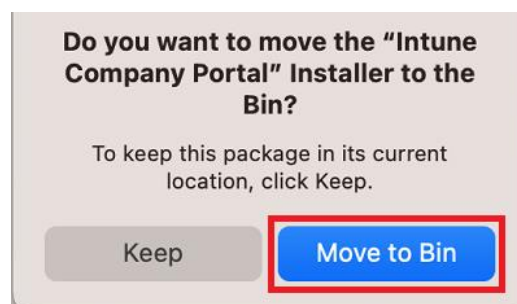 Do you want to move the “Intune
Company Portal” Installer to the
Bin?
To keep this package in its current
location, click Keep.
Keep
Move to Bin